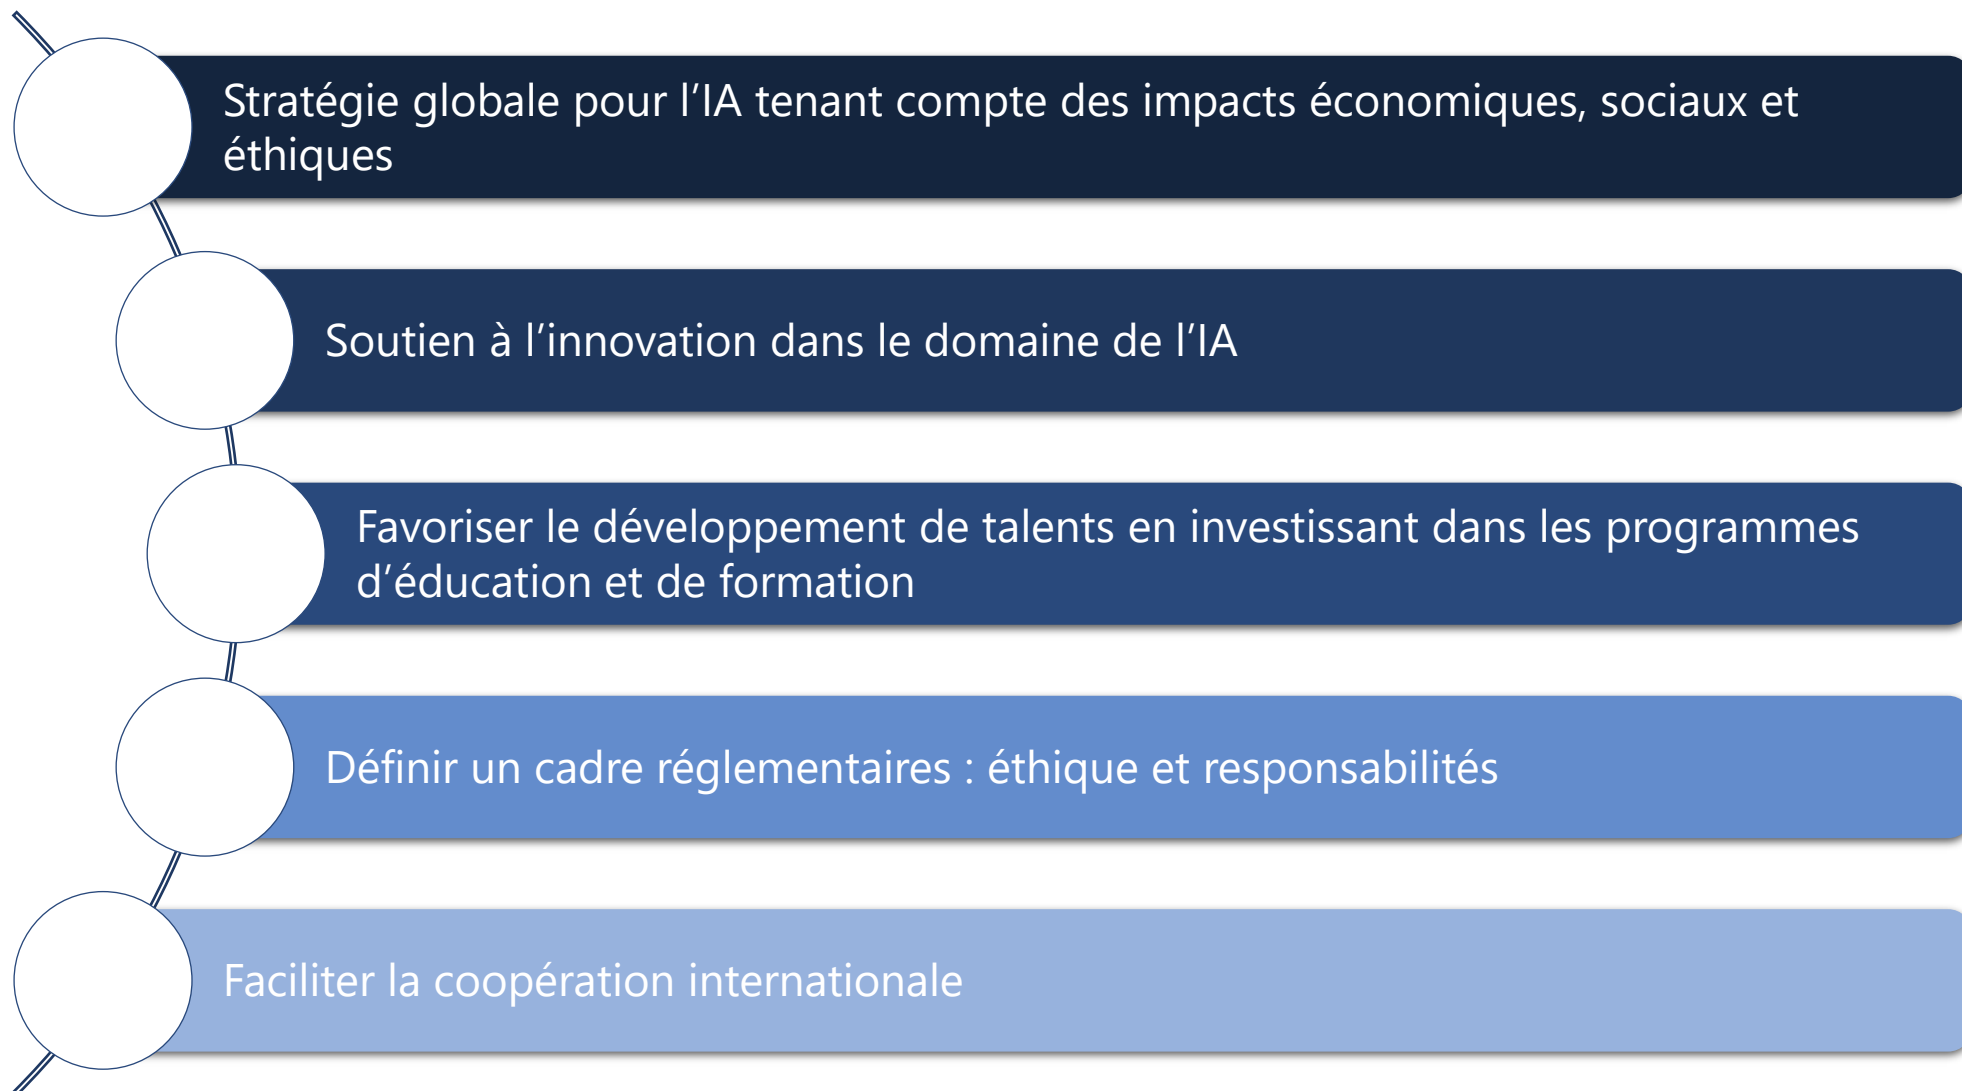 Stratégie globale pour l’IA tenant compte des impacts économiques, sociaux et
éthiques
Soutien à l’innovation dans le domaine de l’IA
Favoriser le développement de talents en investissant dans les programmes
d’éducation et de formation
Définir un cadre réglementaires : éthique et responsabilités
Faciliter la coopération internationale